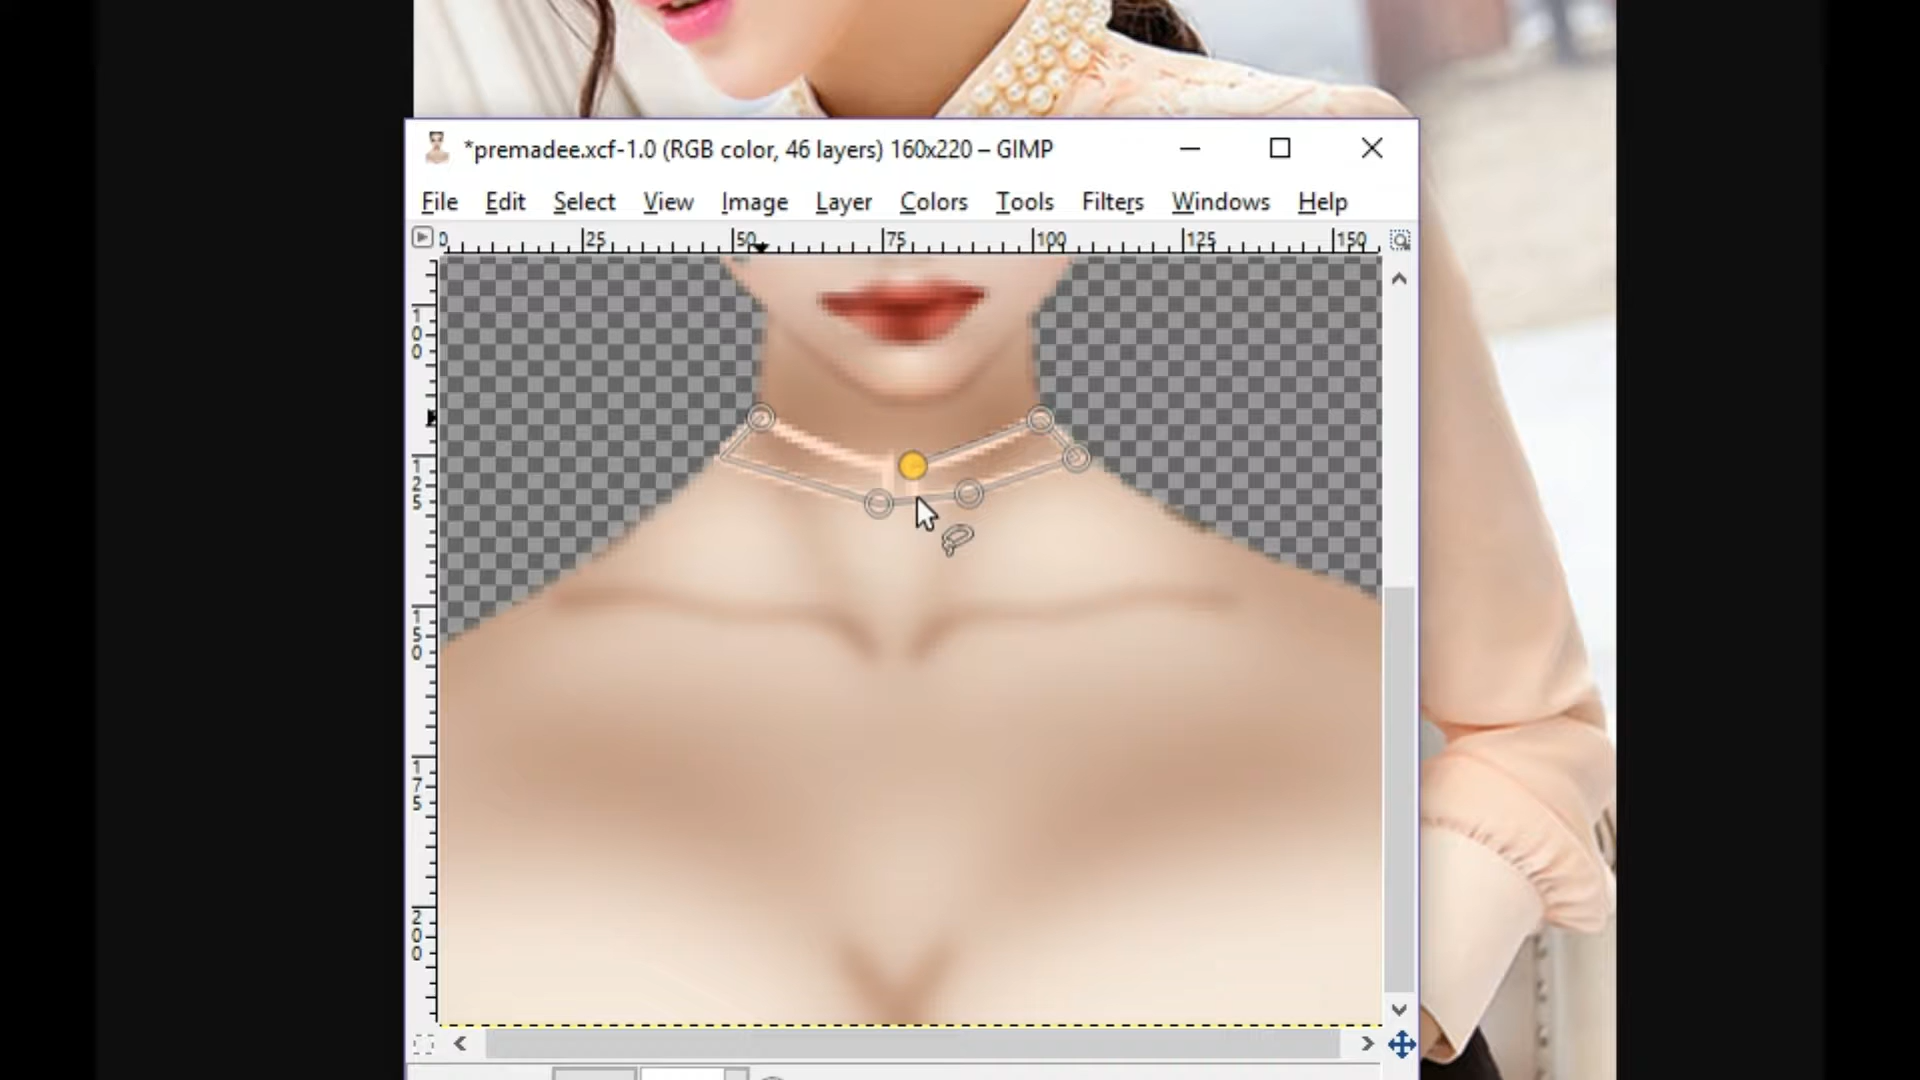 *premadee.xcf-1.0 (RGB color, 46 layers) 160x220 – GIMP
File Edit Select View Image Layer Colors Tools Filters Windows Help
0 25 50 75 100 125 150
100
125
150
175
200